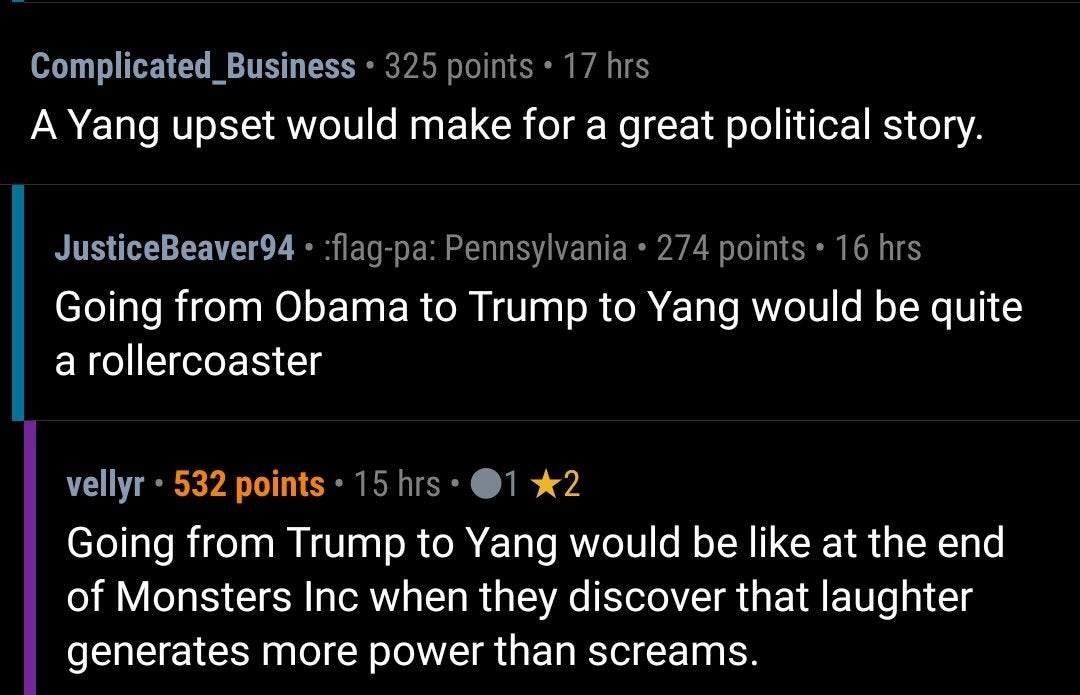 Complicated_Business • 325 points • 17 hrs
A Yang upset would make for a great political story.
JusticeBeaver94 • :flag-pa: Pennsylvania • 274 points • 16 hrs
Going from Obama to Trump to Yang would be quite
a rollercoaster
vellyr • 532 points • 15 hrs • 1 ★2
Going from Trump to Yang would be like at the end
of Monsters Inc when they discover that laughter
generates more power than screams.